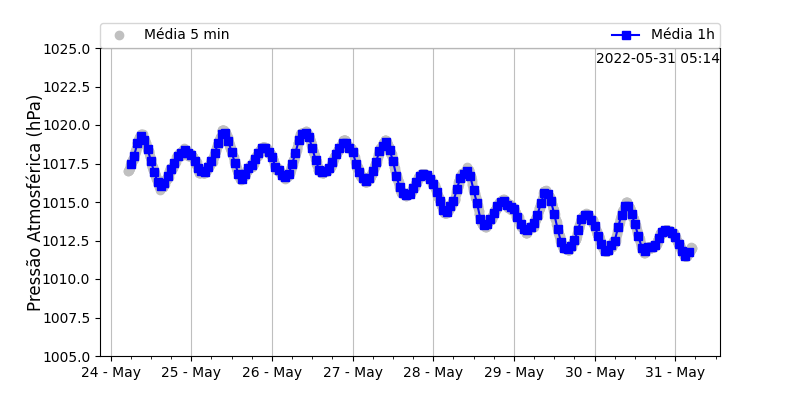 Média 5 min
Média 1h
2022-05-31 05:14
Pressão Atmosférica (hPa)
1025.0
1022.5
1020.0
1017.5
1015.0
1012.5
1010.0
1007.5
1005.0
24 - May
25 - May
26 - May
27 - May
28 - May
29 - May
30 - May
31 - May